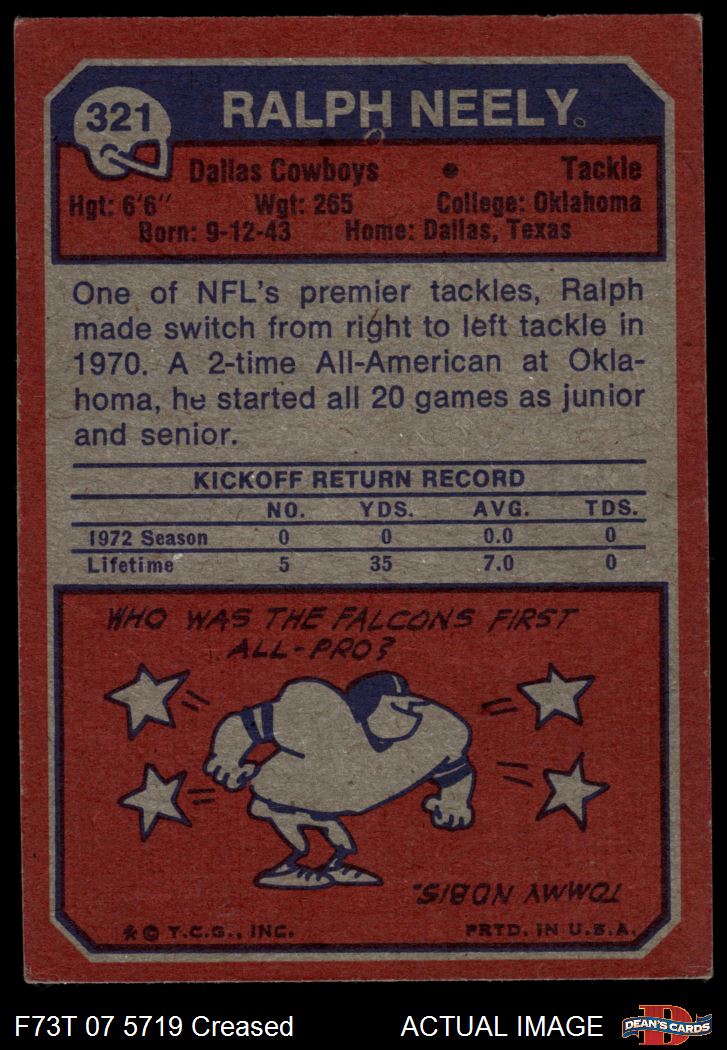 321
RALPH NEELY
Dallas Cowboys • Tackle
Hgt: 6'6" Wgt: 265 College: Oklahoma
Born: 9-12-43 Home: Dallas, Texas
One of NFL's premier tackles, Ralph
made switch from right to left tackle in
1970. A 2-time All-American at Okla-
homa, he started all 20 games as junior
and senior.
KICKOFF RETURN RECORD
NO. YDS. AVG. TDS.
1972 Season 0 0 0.0 0
Lifetime 5 35 7.0 0
WHO WAS THE FALCONS FIRST
ALL-PRO?
TOMMY NOBIS.
* © T.C.G., INC. PRTD. IN U.S.A.
F73T 07 5719 Creased ACTUAL IMAGE
D
DEAN'S CARDS